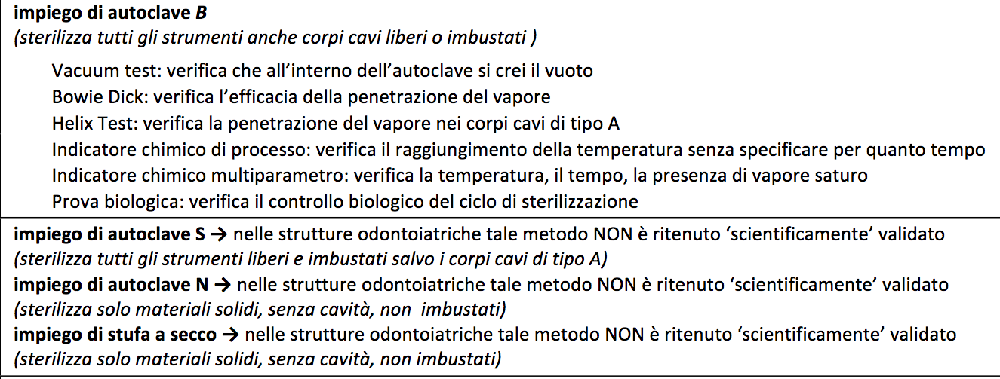 impiego di autoclave B
(sterilizza tutti gli strumenti anche corpi cavi liberi o imbustati )
Vacuum test: verifica che all’interno dell’autoclave si crei il vuoto
Bowie Dick: verifica l’efficacia della penetrazione del vapore
Helix Test: verifica la penetrazione del vapore nei corpi cavi di tipo A
Indicatore chimico di processo: verifica il raggiungimento della temperatura senza specificare per quanto tempo
Indicatore chimico multiparametro: verifica la temperatura, il tempo, la presenza di vapore saturo
Prova biologica: verifica il controllo biologico del ciclo di sterilizzazione
impiego di autoclave S → nelle strutture odontoiatriche tale metodo NON è ritenuto ‘scientificamente’ validato
(sterilizza tutti gli strumenti liberi e imbustati salvo i corpi cavi di tipo A)
impiego di autoclave N → nelle strutture odontoiatriche tale metodo NON è ritenuto ‘scientificamente’ validato
(sterilizza solo materiali solidi, senza cavità, non  imbustati)
impiego di stufa a secco → nelle strutture odontoiatriche tale metodo NON è ritenuto ‘scientificamente’ validato
(sterilizza solo materiali solidi, senza cavità, non imbustati)